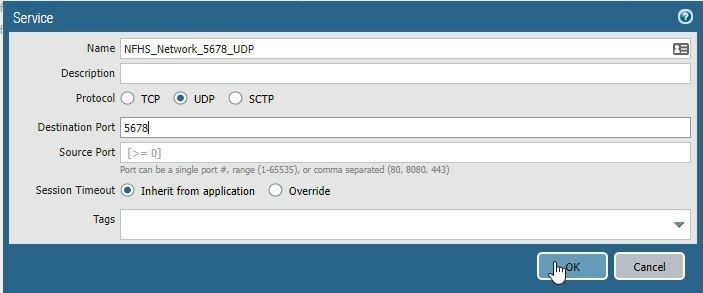 Service
Name NFHS_Network_5678_UDP
Description
Protocol TCP UDP SCTP
Destination Port 5678
Source Port [>= 0]
Port can be a single port #, range (1-65535), or comma separated (80, 8080, 443)
Session Timeout Inherit from application Override
Tags
OK Cancel